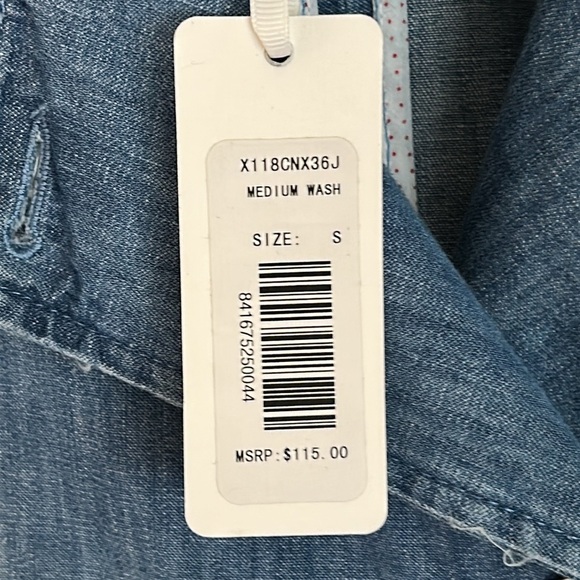 X118CNX36J
MEDIUM WASH
SIZE: S
841675250044
MSRP:$115.00